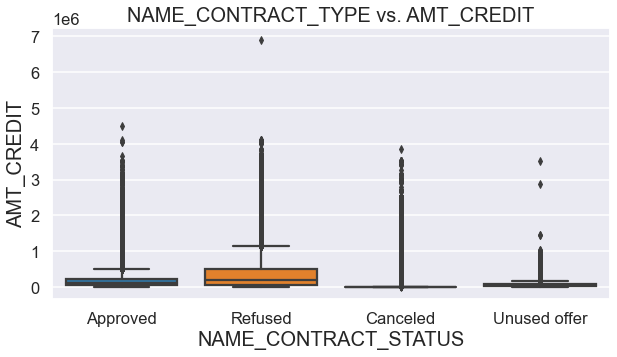 NAME_CONTRACT_TYPE vs. AMT_CREDIT
1e6
7
6
5
4
3
2
1
0
AMT_CREDIT
Approved Refused Canceled Unused offer
NAME_CONTRACT_STATUS